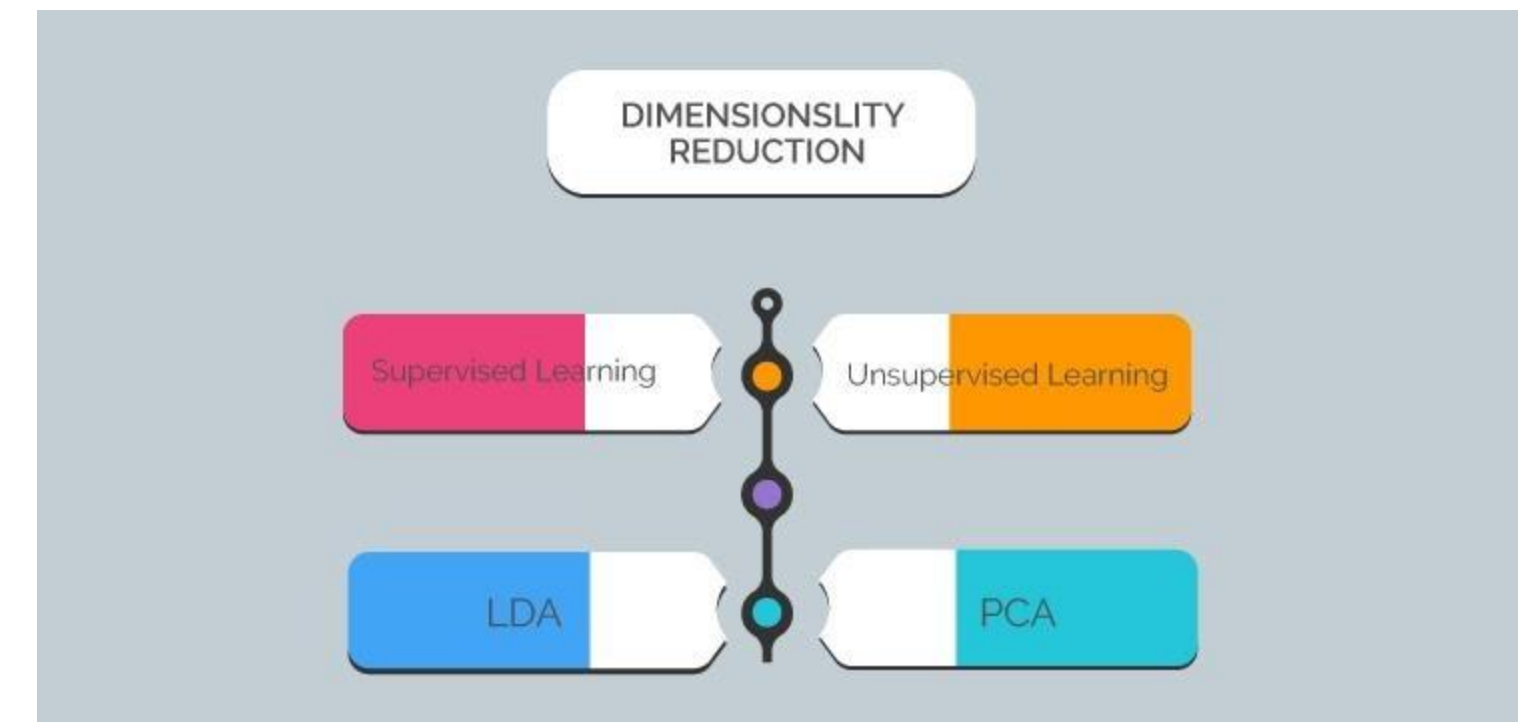 DIMENSIONSLITY
REDUCTION
Supervised Learning
Unsupervised Learning
LDA
PCA